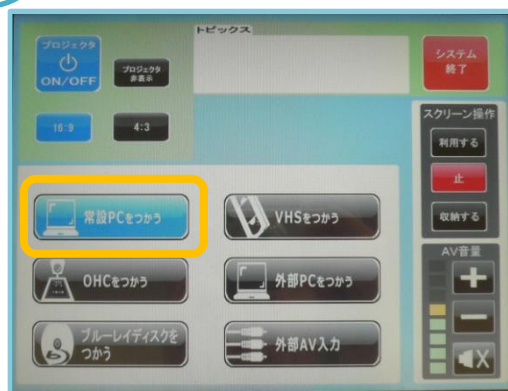 トピックス
プロジェクタ
ON/OFF
プロジェクタ
非表示
システム
終了
16:9
4:3
スクリーン操作
利用する
止
収納する
常設PCをつかう
VHSをつかう
OHCをつかう
外部PCをつかう
ブルーレイディスクを
つかう
外部AV入力
AV音量